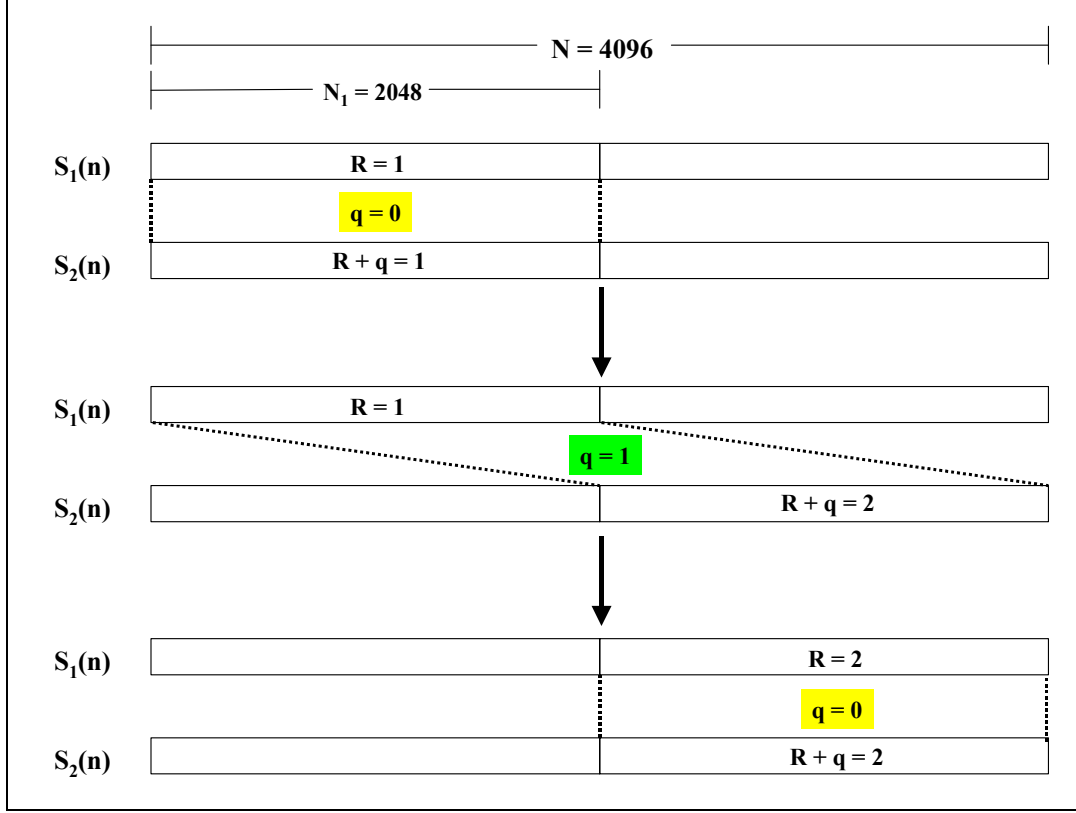 N = 4096
N₁ = 2048
S₁(n)
R = 1
q = 0
S₂(n)
R + q = 1
S₁(n)
R = 1
q = 1
S₂(n)
R + q = 2
S₁(n)
R = 2
q = 0
S₂(n)
R + q = 2